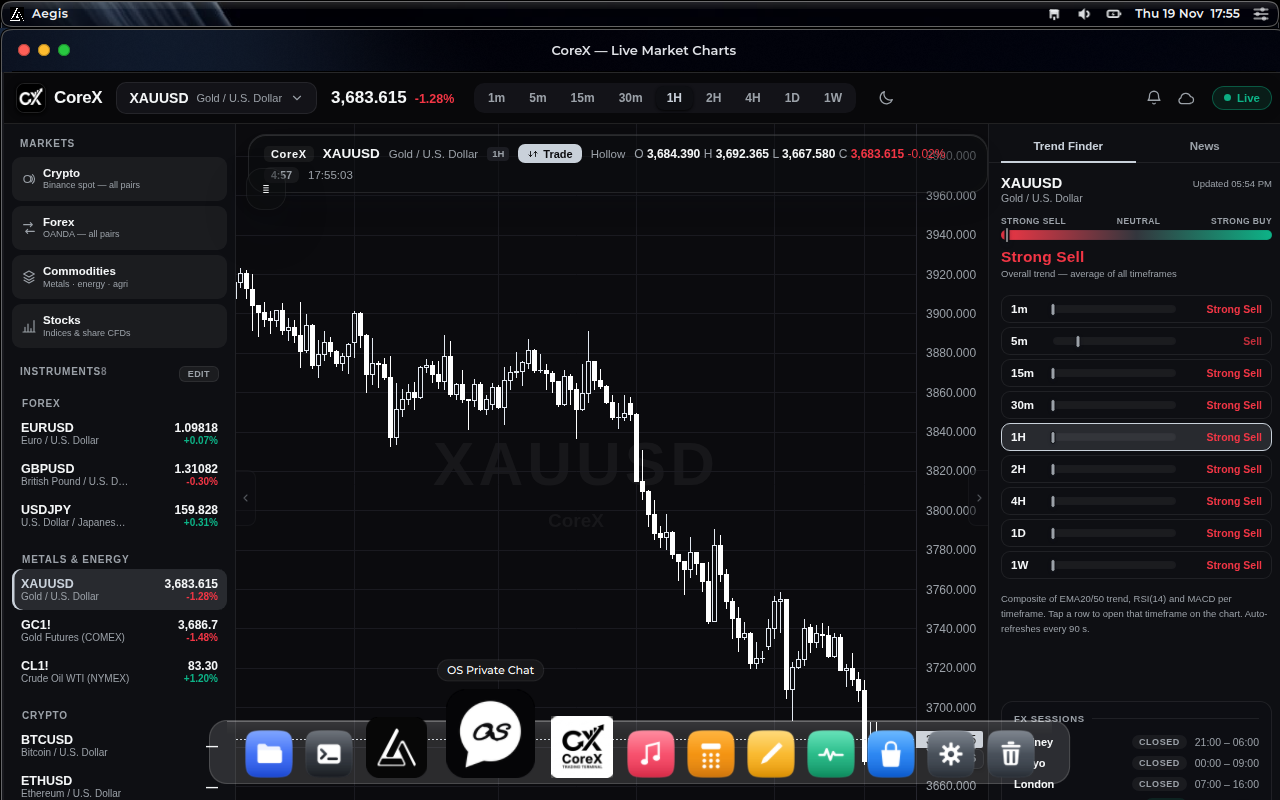 Aegis
Thu 19 Nov 17:55
CoreX — Live Market Charts
CX CoreX
XAUUSD Gold / U.S. Dollar
3,683.615 -1.28%
1m 5m 15m 30m 1H 2H 4H 1D 1W
Live
MARKETS
Crypto
Binance spot — all pairs
Forex
OANDA — all pairs
Commodities
Metals · energy · agri
Stocks
Indices & share CFDs
INSTRUMENTS8
EDIT
FOREX
EURUSD 1.09818
Euro / U.S. Dollar +0.07%
GBPUSD 1.31082
British Pound / U.S. D… -0.30%
USDJPY 159.828
U.S. Dollar / Japanes… +0.31%
METALS & ENERGY
XAUUSD 3,683.615
Gold / U.S. Dollar -1.28%
GC1! 3,686.7
Gold Futures (COMEX) -1.48%
CL1! 83.30
Crude Oil WTI (NYMEX) +1.20%
CRYPTO
BTCUSD —
Bitcoin / U.S. Dollar
ETHUSD —
Ethereum / U.S. Dollar
CoreX XAUUSD Gold / U.S. Dollar 1H Trade Hollow O 3,684.390 H 3,692.365 L 3,667.580 C 3,683.615 -0.02%
4:57 17:55:03
3980.000
3960.000
3940.000
3920.000
3900.000
3880.000
3860.000
3840.000
3820.000
3800.000
3780.000
3760.000
3740.000
3720.000
3700.000
3660.000
XAUUSD
CoreX
OS Private Chat
OS
CX
CoreX
TRADING TERMINAL
Trend Finder News
XAUUSD Updated 05:54 PM
Gold / U.S. Dollar
STRONG SELL NEUTRAL STRONG BUY
Strong Sell
Overall trend — average of all timeframes
1m Strong Sell
5m Sell
15m Strong Sell
30m Strong Sell
1H Strong Sell
2H Strong Sell
4H Strong Sell
1D Strong Sell
1W Strong Sell
Composite of EMA20/50 trend, RSI(14) and MACD per
timeframe. Tap a row to open that timeframe on the chart. Auto-
refreshes every 90 s.
FX SESSIONS
CLOSED 21:00 – 06:00
CLOSED 00:00 – 09:00
London CLOSED 07:00 – 16:00